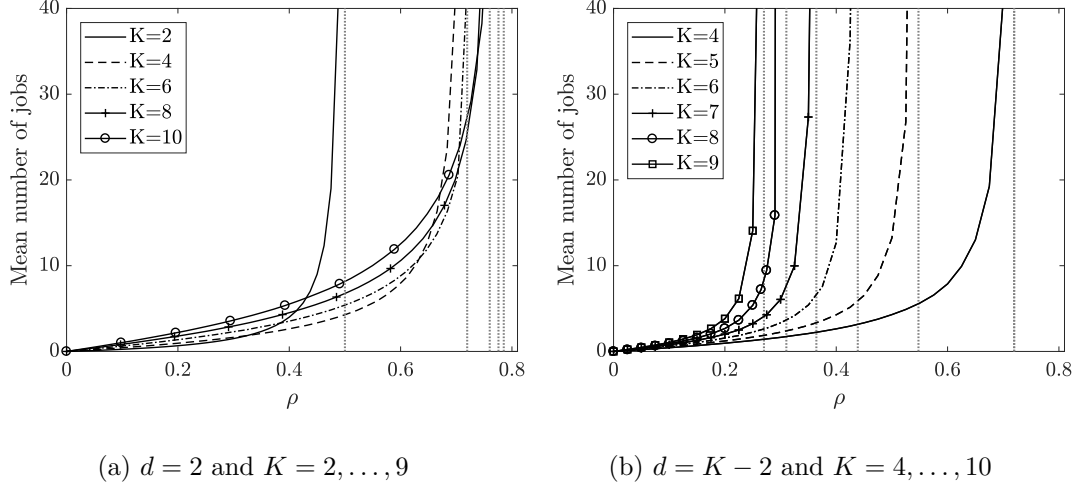 40
30
20
10
0
Mean number of jobs
K=2
K=4
K=6
K=8
K=10
0 0.2 0.4 0.6 0.8
ρ
(a) d = 2 and K = 2, . . . , 9
40
30
20
10
0
Mean number of jobs
K=4
K=5
K=6
K=7
K=8
K=9
0 0.2 0.4 0.6 0.8
ρ
(b) d = K − 2 and K = 4, . . . , 10